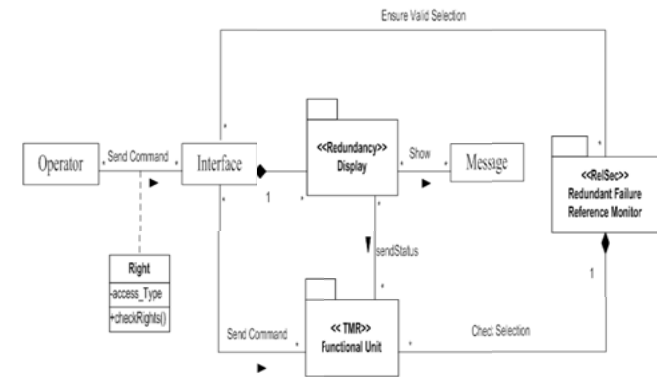 Ensure Valid Selection
*
*
Operator
*
Send Command
*
Interface
1
*
<<Redundancy>>
Display
*
Show
*
Message
<<RelSec>>
Redundant Failure
Reference Monitor
1
*
*
sendStatus
*
Right
-access_Type
+checkRights()
Send Command
*
<< TMR>>
Functional Unit
*
Chect Selection